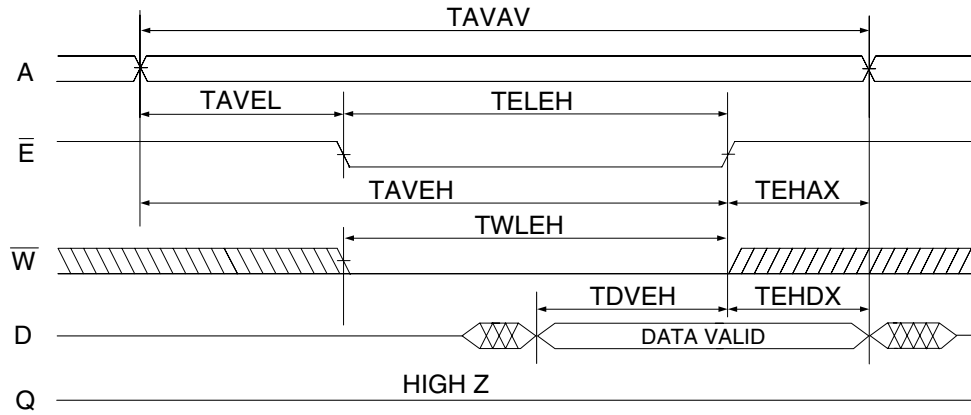 TAVAV
A
TAVEL TELEH
E̅
TAVEH TEHAX
TWLEH
W̅
TDVEH TEHDX
D DATA VALID
HIGH Z
Q